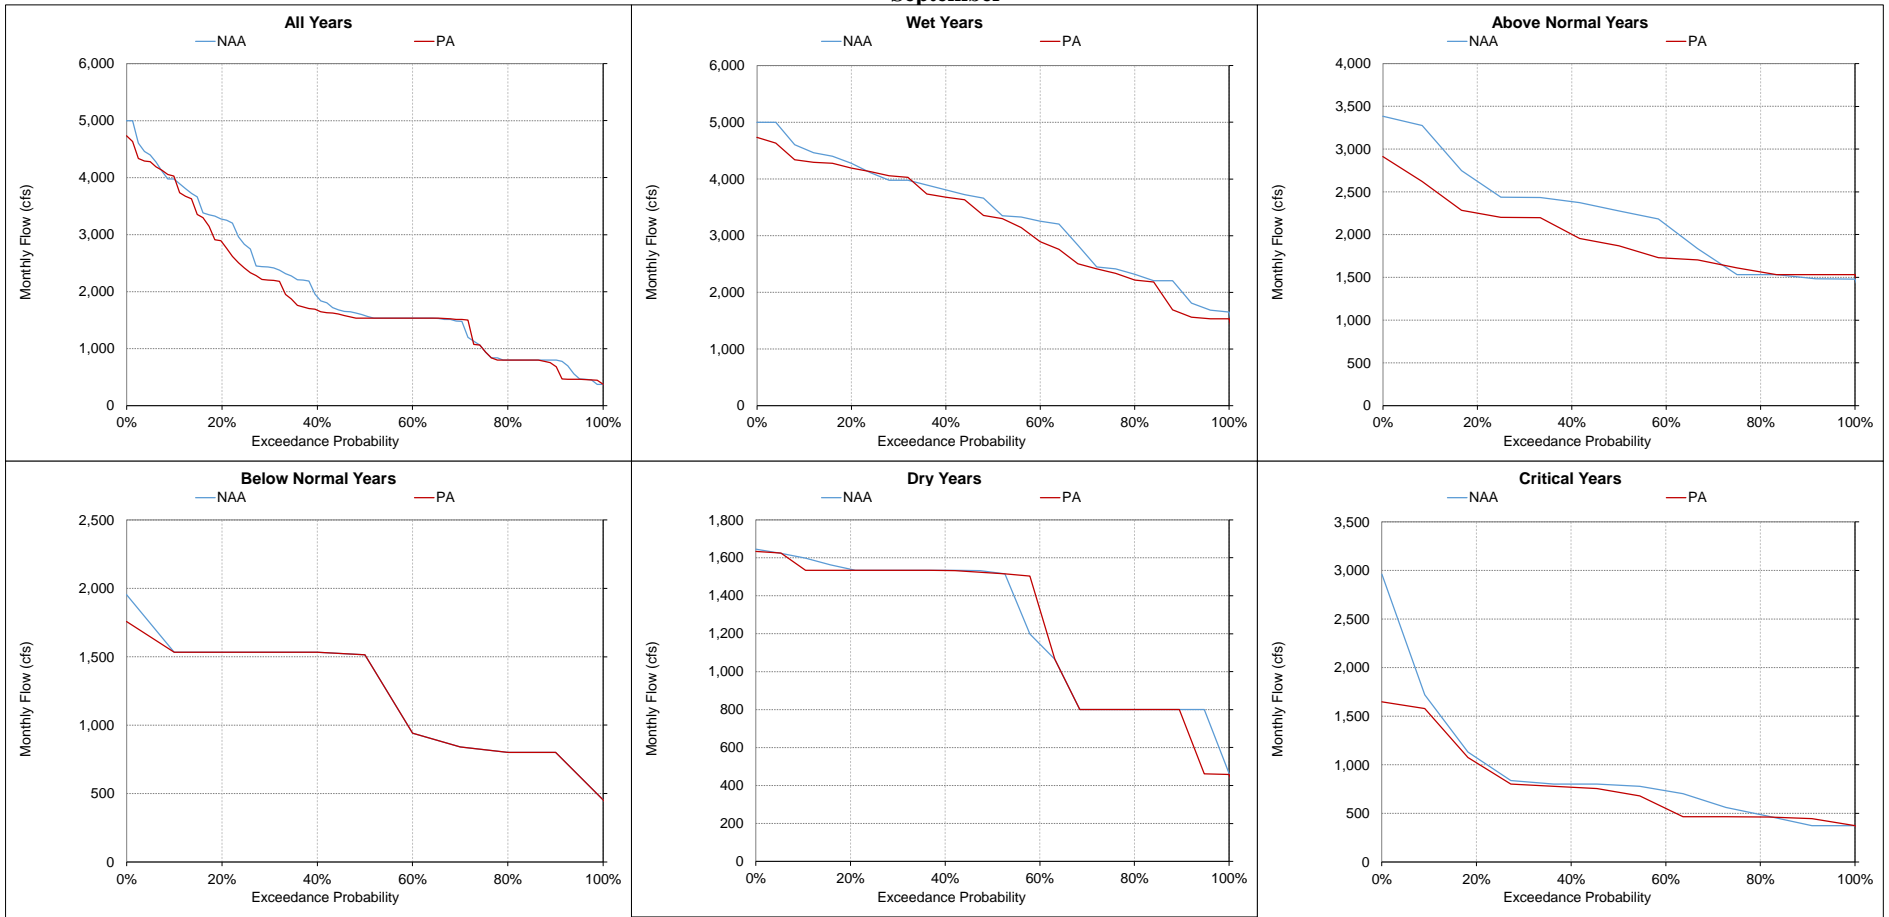 September
All Years
NAA PA
6,000
5,000
4,000
3,000
2,000
1,000
0
Monthly Flow (cfs)
0% 20% 40% 60% 80% 100%
Exceedance Probability
Wet Years
NAA PA
6,000
5,000
4,000
3,000
2,000
1,000
0
Monthly Flow (cfs)
0% 20% 40% 60% 80% 100%
Exceedance Probability
Above Normal Years
NAA PA
4,000
3,500
3,000
2,500
2,000
1,500
1,000
500
0
Monthly Flow (cfs)
0% 20% 40% 60% 80% 100%
Exceedance Probability
Below Normal Years
NAA PA
2,500
2,000
1,500
1,000
500
0
Monthly Flow (cfs)
0% 20% 40% 60% 80% 100%
Exceedance Probability
Dry Years
NAA PA
1,800
1,600
1,400
1,200
1,000
800
600
400
200
0
Monthly Flow (cfs)
0% 20% 40% 60% 80% 100%
Exceedance Probability
Critical Years
NAA PA
3,500
3,000
2,500
2,000
1,500
1,000
500
0
Monthly Flow (cfs)
0% 20% 40% 60% 80% 100%
Exceedance Probability